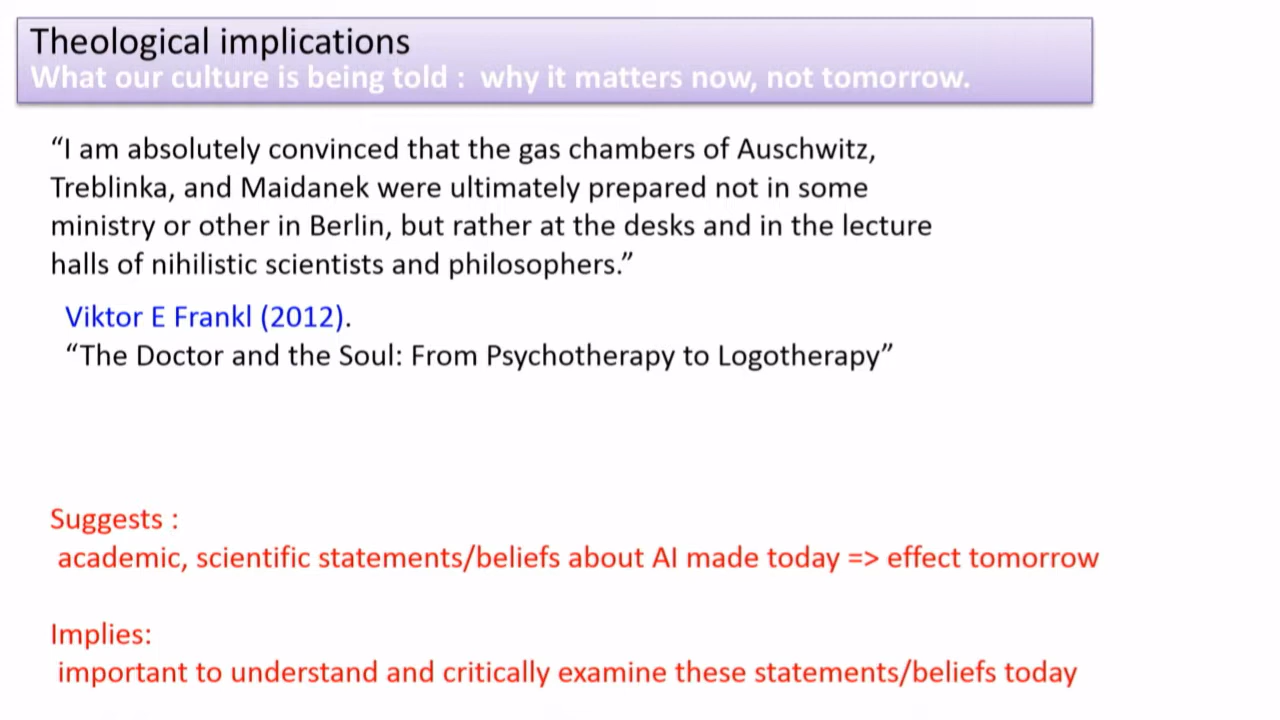 Theological implications
What our culture is being told :  why it matters now, not tomorrow.
“I am absolutely convinced that the gas chambers of Auschwitz,
Treblinka, and Maidanek were ultimately prepared not in some
ministry or other in Berlin, but rather at the desks and in the lecture
halls of nihilistic scientists and philosophers.”
Viktor E Frankl (2012).
“The Doctor and the Soul: From Psychotherapy to Logotherapy”
Suggests :
academic, scientific statements/beliefs about AI made today => effect tomorrow
Implies:
important to understand and critically examine these statements/beliefs today